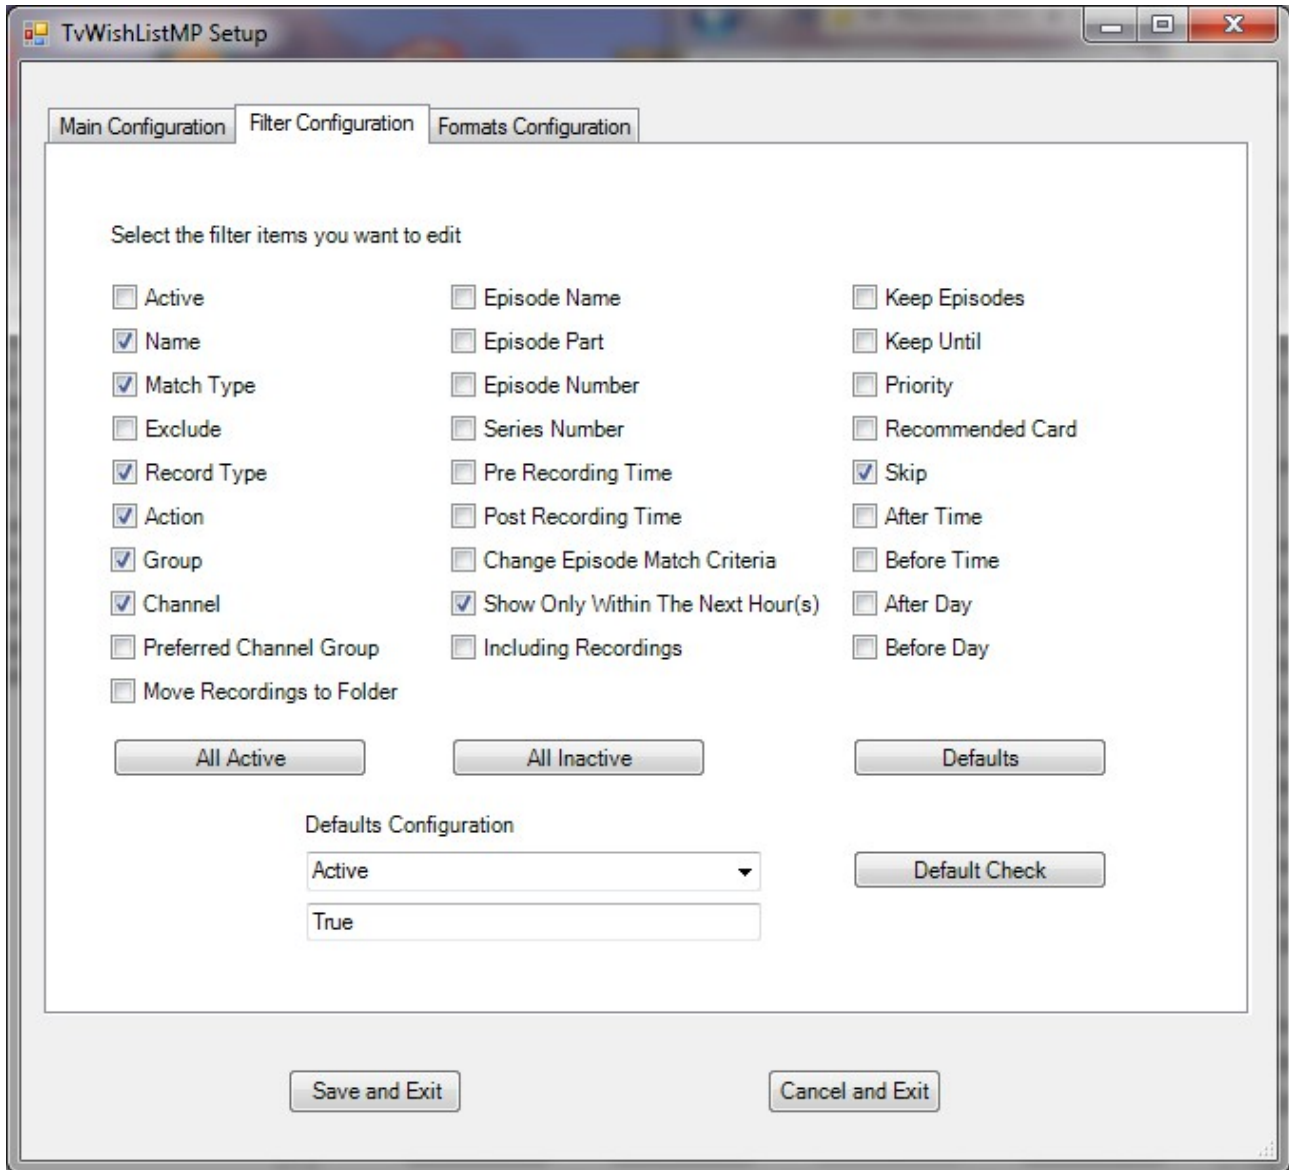 TvWishListMP Setup
Main Configuration
Filter Configuration
Formats Configuration
Select the filter items you want to edit
Active
Name
Match Type
Exclude
Record Type
Action
Group
Channel
Preferred Channel Group
Move Recordings to Folder
Episode Name
Episode Part
Episode Number
Series Number
Pre Recording Time
Post Recording Time
Change Episode Match Criteria
Show Only Within The Next Hour(s)
Including Recordings
Keep Episodes
Keep Until
Priority
Recommended Card
Skip
After Time
Before Time
After Day
Before Day
All Active
All Inactive
Defaults
Defaults Configuration
Active
Default Check
True
Save and Exit
Cancel and Exit